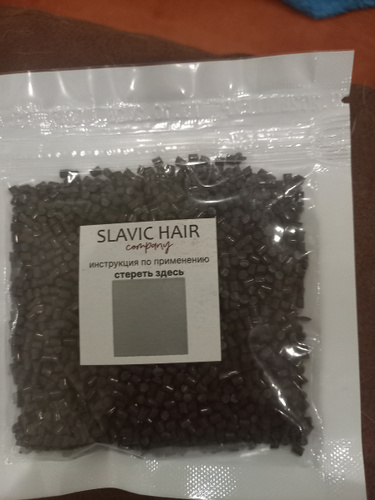 SLAVIC HAIR
company
инструкция по применению
стереть здесь